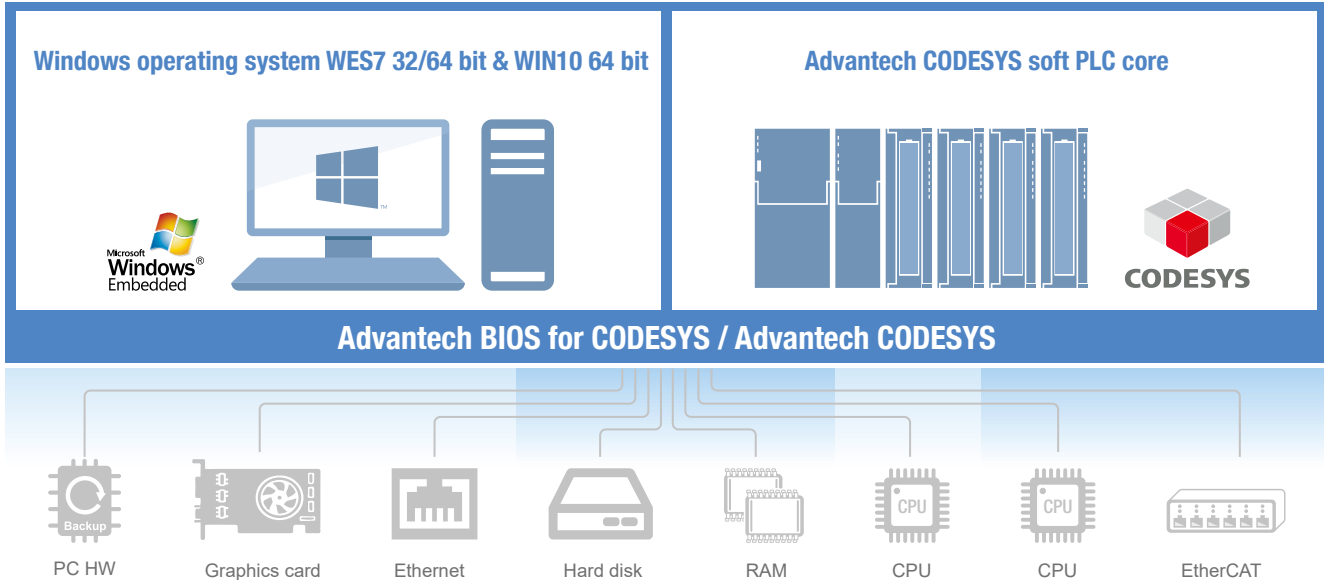 Windows operating system WES7 32/64 bit & WIN10 64 bit
Advantech CODESYS soft PLC core
TM
Microsoft
Windows®
Embedded
CODESYS
Advantech BIOS for CODESYS / Advantech CODESYS
Backup
CPU
CPU
PC HW
Graphics card
Ethernet
Hard disk
RAM
CPU
CPU
EtherCAT